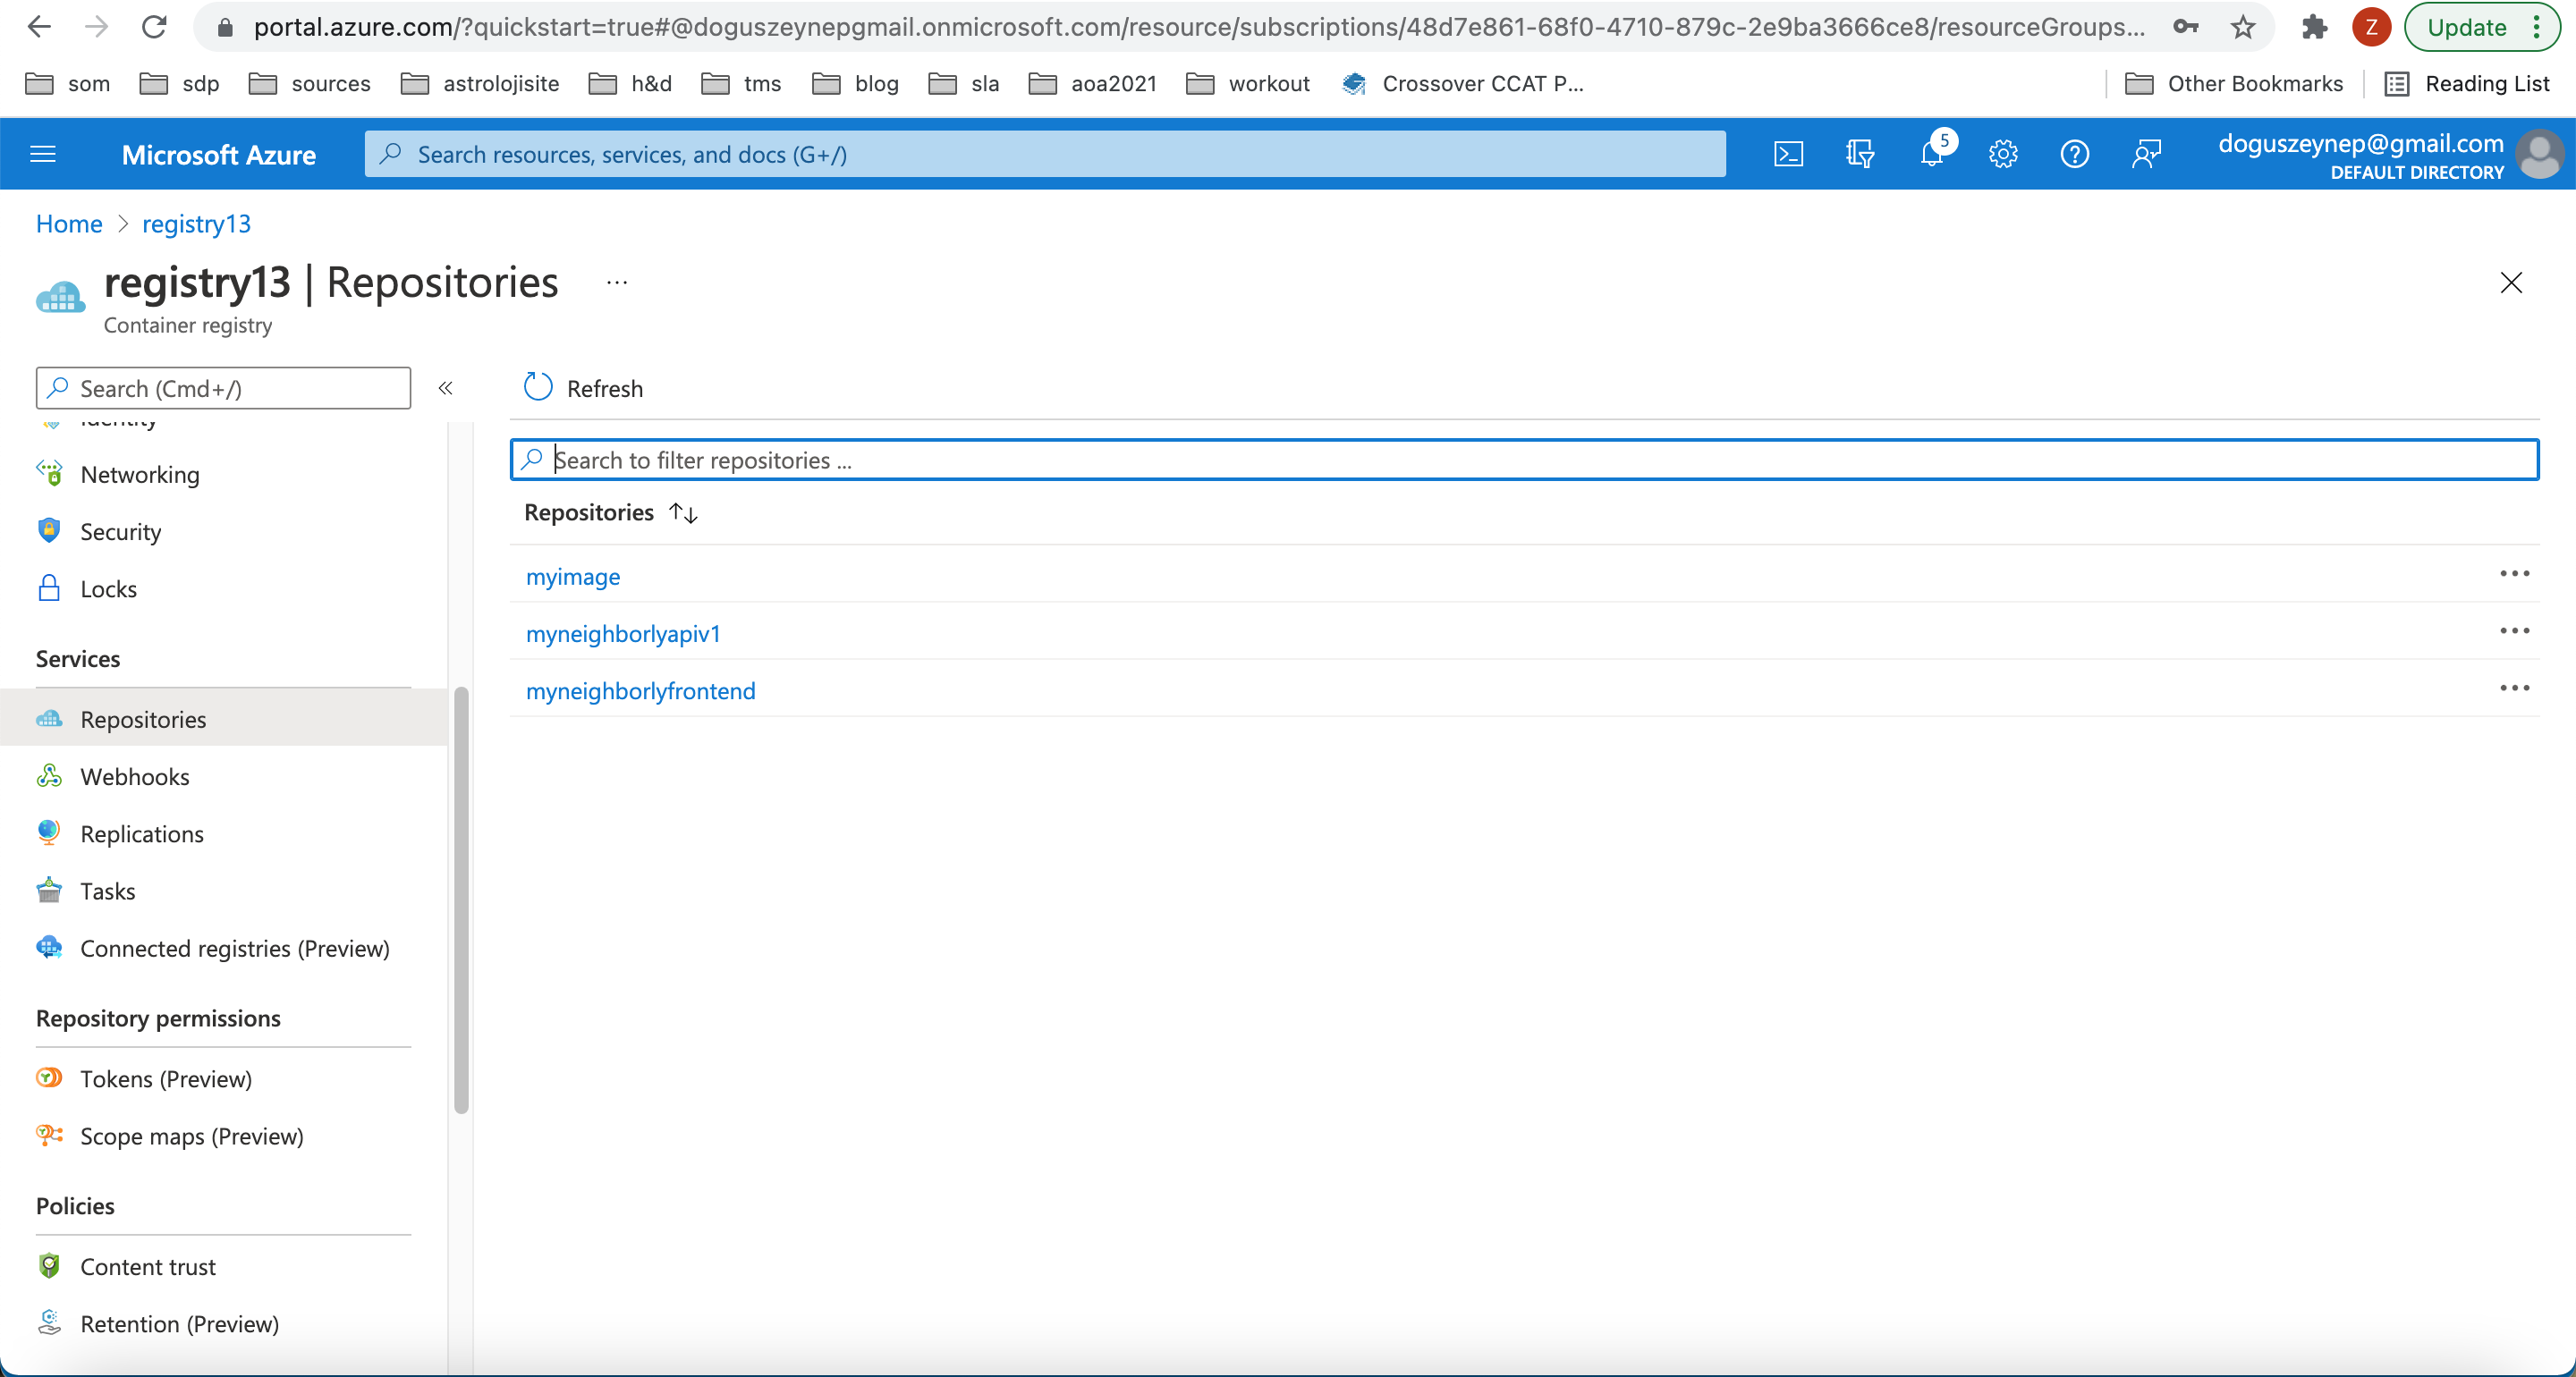 portal.azure.com/?quickstart=true#@doguszeynepgmail.onmicrosoft.com/resource/subscriptions/48d7e861-68f0-4710-879c-2e9ba3666ce8/resourceGroups...
Z
Update
som
sdp
sources
astrolojisite
h&d
tms
blog
sla
aoa2021
workout
Crossover CCAT P...
Other Bookmarks
Reading List
Microsoft Azure
Search resources, services, and docs (G+/)
5
doguszeynep@gmail.com
DEFAULT DIRECTORY
Home > registry13
registry13 | Repositories ...
Container registry
Search (Cmd+/)
«
Refresh
Identity
Search to filter repositories ...
Networking
Repositories ↑↓
Security
myimage
Locks
myneighborlyapiv1
Services
myneighborlyfrontend
Repositories
Webhooks
Replications
Tasks
Connected registries (Preview)
Repository permissions
Tokens (Preview)
Scope maps (Preview)
Policies
Content trust
Retention (Preview)